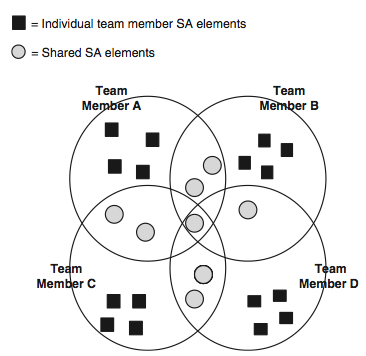 = Individual team member SA elements
= Shared SA elements
Team
Member A
Team
Member B
Team
Member C
Team
Member D